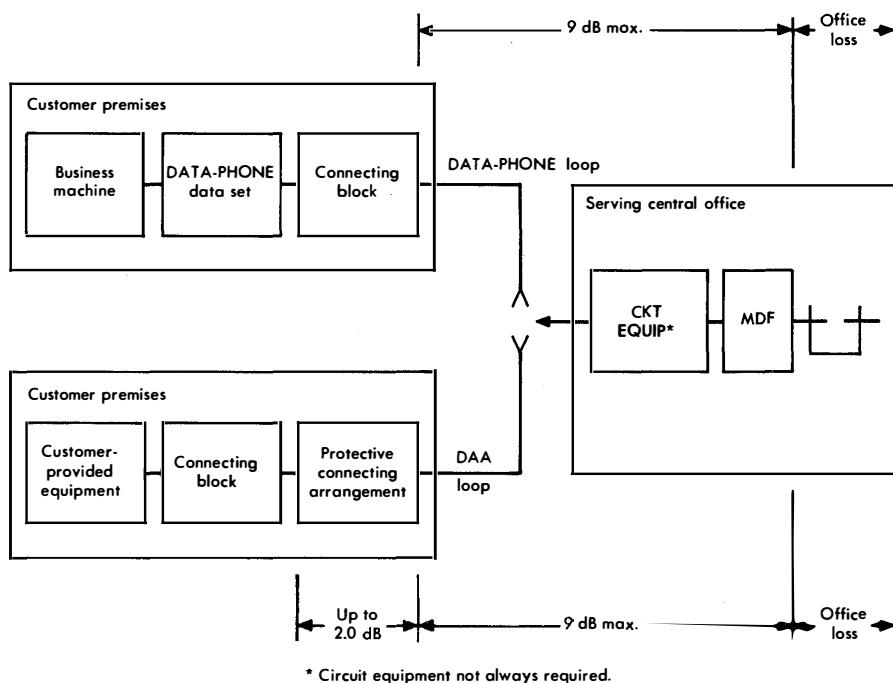 9 dB max.
Office
loss
Customer premises
Business
machine
DATA-PHONE
data set
Connecting
block
DATA-PHONE loop
Serving central office
CKT
EQUIP*
MDF
Customer premises
Customer-
provided
equipment
Connecting
block
Protective
connecting
arrangement
DAA
loop
Up to
2.0 dB
9 dB max.
Office
loss
* Circuit equipment not always required.